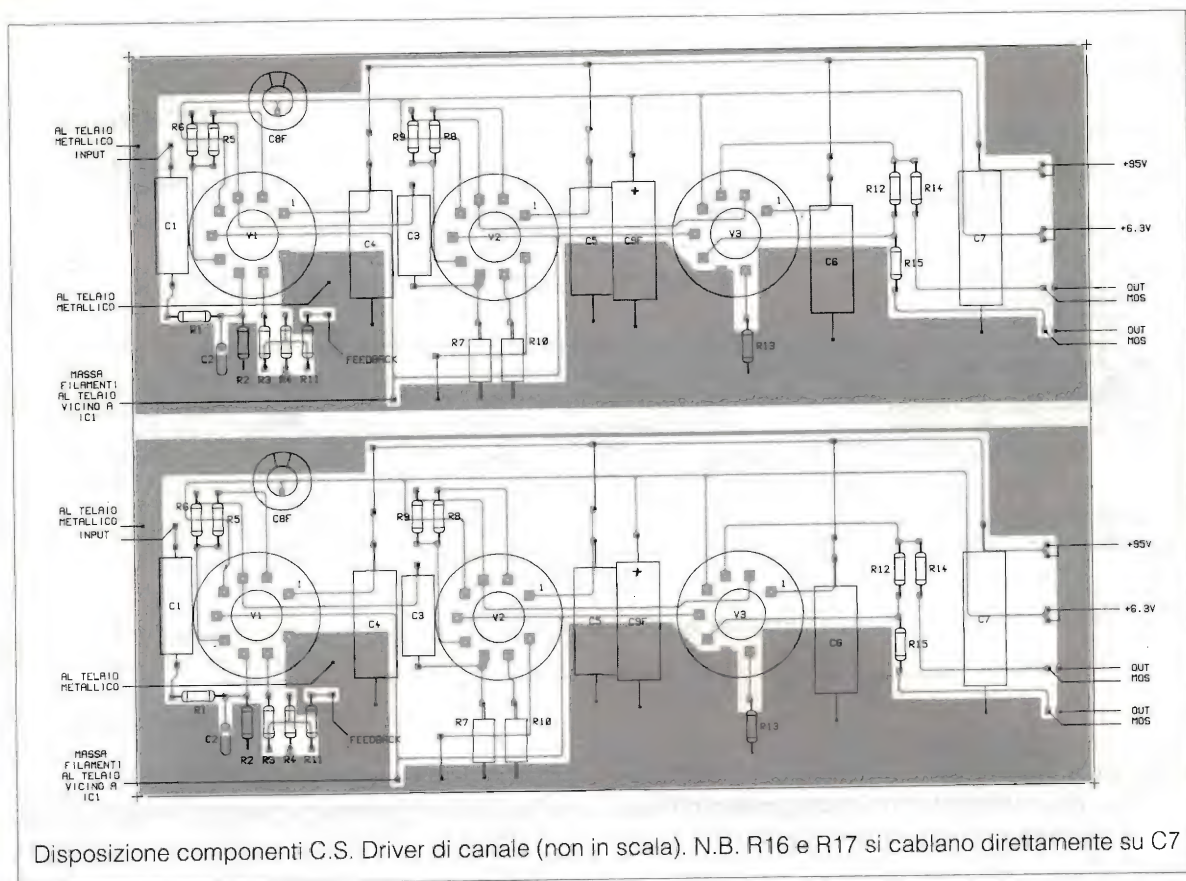 AL TELAIO
METALLICO
INPUT
R6
R5
C8F
C1
V1
1
AL TELAIO
METALLICO
R1
C2
R2
R3
R4
R11
FEEDBACK
MASSA
FILAMENTI
AL TELAIO
VICINO A
IC1
C4
C3
R9
R8
V2
1
R7
R10
C5
+
C9F
V3
1
R13
C6
R12
R14
R15
C7
+95V
+6.3V
OUT
MOS
OUT
MOS
AL TELAIO
METALLICO
INPUT
R6
R5
C8F
C1
V1
1
AL TELAIO
METALLICO
R1
C2
R2
R3
R4
R11
FEEDBACK
MASSA
FILAMENTI
AL TELAIO
VICINO A
IC1
C4
C3
R9
R8
V2
1
R7
R10
C5
+
C9F
V3
1
R13
C6
R12
R14
R15
C7
+95V
+6.3V
OUT
MOS
OUT
MOS
Disposizione componenti C.S. Driver di canale (non in scala). N.B. R16 e R17 si cablano direttamente su C7